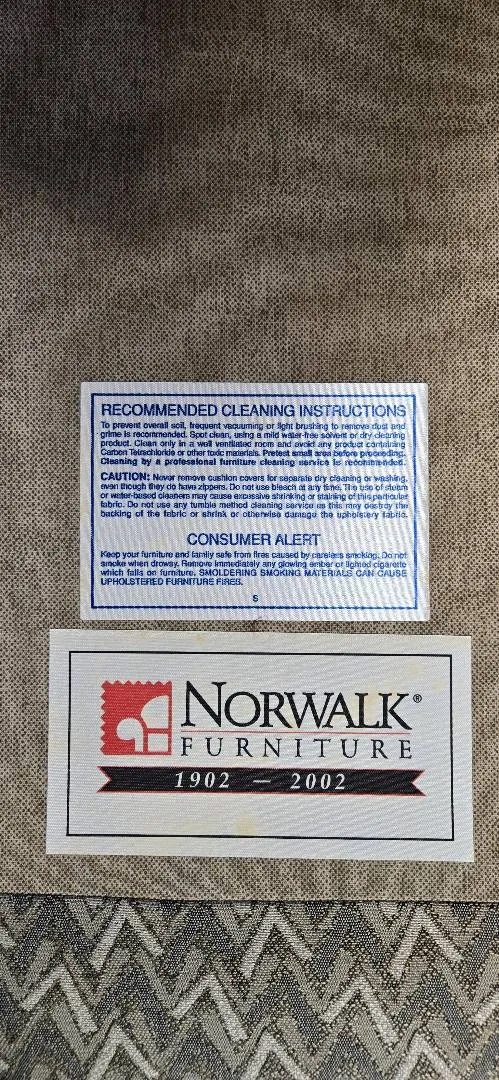 RECOMMENDED CLEANING INSTRUCTIONS
To prevent overall soil, frequent vacuuming or light brushing to remove dust and
grime is recommended. Spot clean, using a mild water-free solvent or dry cleaning
product. Clean only in a well ventilated room and avoid any product containing
Carbon Tetrachloride or other toxic materials. Pretest small area before proceeding.
Cleaning by a professional furniture cleaning service is recommended.
CAUTION: Never remove cushion covers for separate dry cleaning or washing,
even though they do have zippers. Do not use bleach at any time. The use of steam
or water-based cleaners may cause excessive shrinking or staining of this particular
fabric. Do not use any tumble method cleaning service as this may destroy the
backing of the fabric or shrink or otherwise damage the upholstery fabric.
CONSUMER ALERT
Keep your furniture and family safe from fires caused by careless smoking. Do not
smoke when drowsy. Remove immediately any glowing ember or lighted cigarette
which falls on furniture. SMOLDERING SMOKING MATERIALS CAN CAUSE
UPHOLSTERED FURNITURE FIRES.
S
NORWALK®
FURNITURE
1902 — 2002